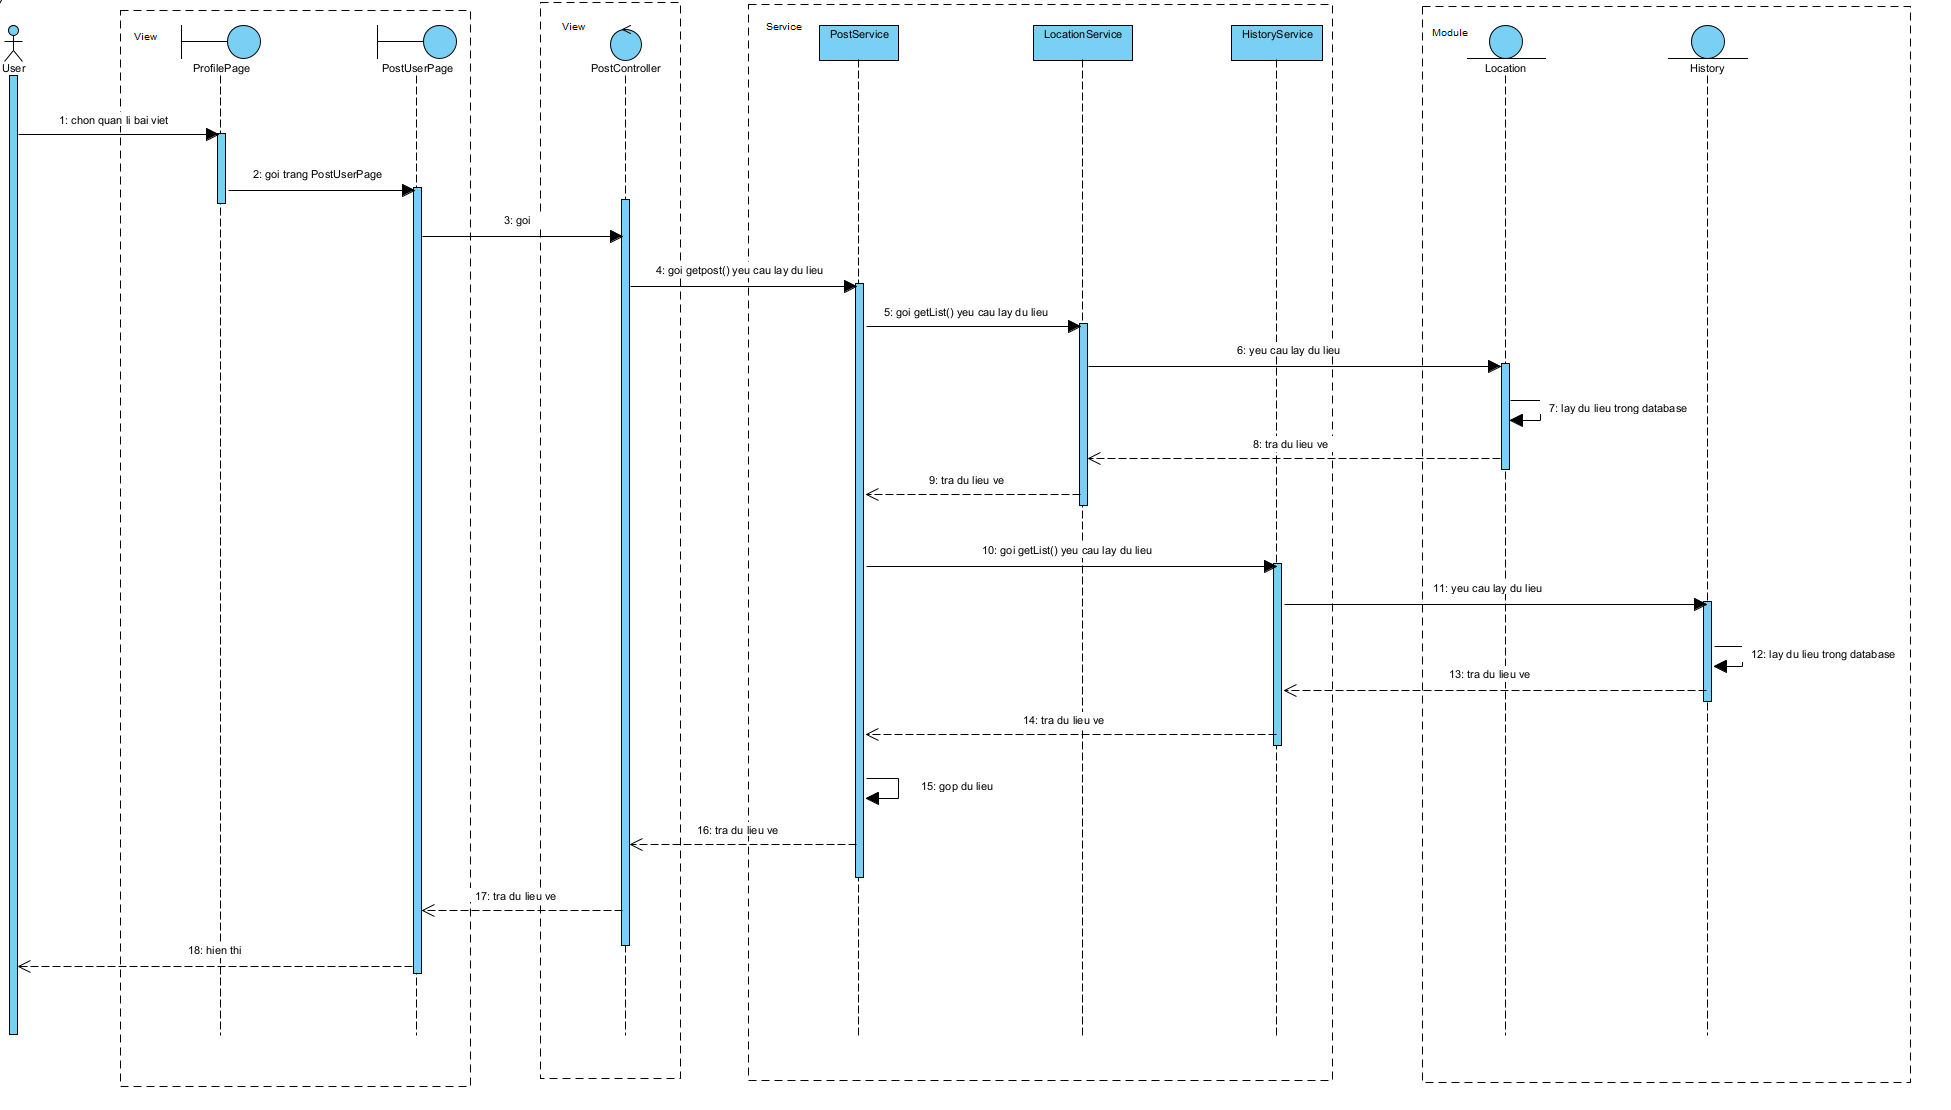 View
View
Service
Module
User
ProfilePage
PostUserPage
PostController
PostService
LocationService
HistoryService
Location
History
1: chon quan li bai viet
2: goi trang PostUserPage
3: goi
4: goi getpost() yeu cau lay du lieu
5: goi getList() yeu cau lay du lieu
6: yeu cau lay du lieu
7: lay du lieu trong database
8: tra du lieu ve
9: tra du lieu ve
10: goi getList() yeu cau lay du lieu
11: yeu cau lay du lieu
12: lay du lieu trong database
13: tra du lieu ve
14: tra du lieu ve
15: gop du lieu
16: tra du lieu ve
17: tra du lieu ve
18: hien thi